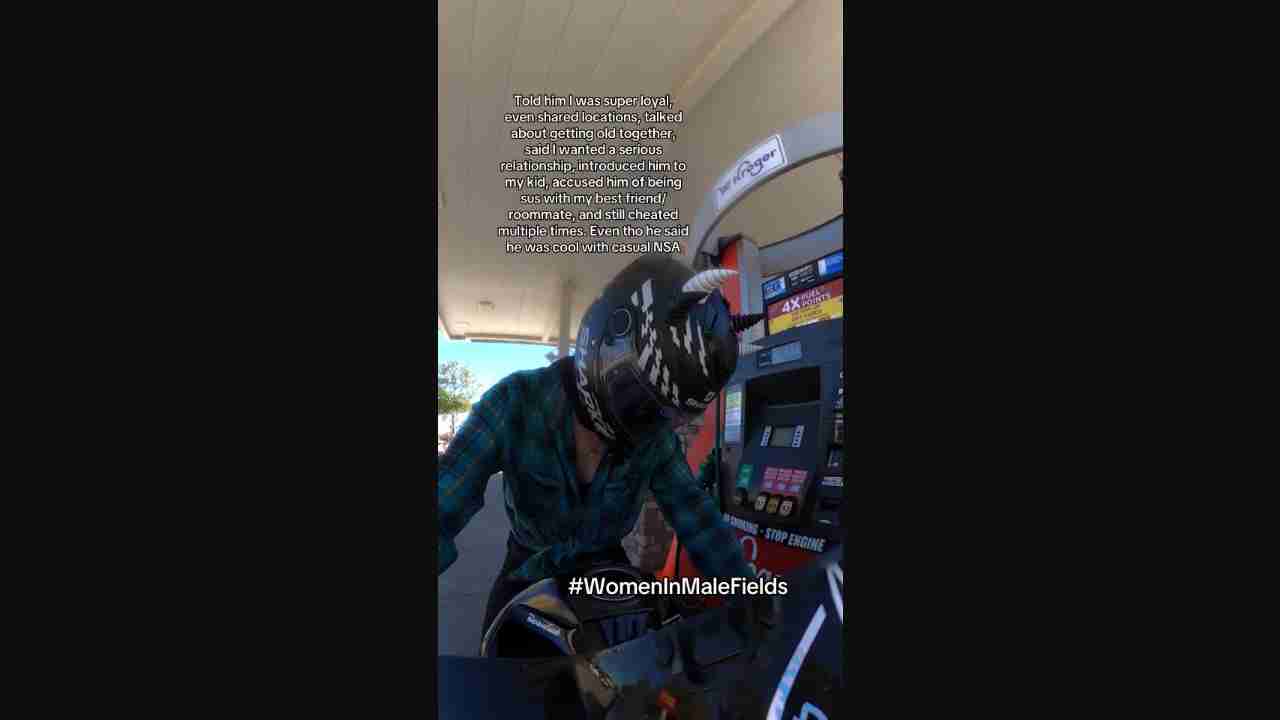 Told him I was super loyal,
even shared locations, talked
about getting old together,
said I wanted a serious
relationship, introduced him to
my kid, accused him of being
sus with my best friend/
roommate, and still cheated
multiple times. Even tho he said
he was cool with casual NSA
Kroger
4X FUEL
POINTS
SHARK
NO SMOKING - STOP ENGINE
#WomenInMaleFields